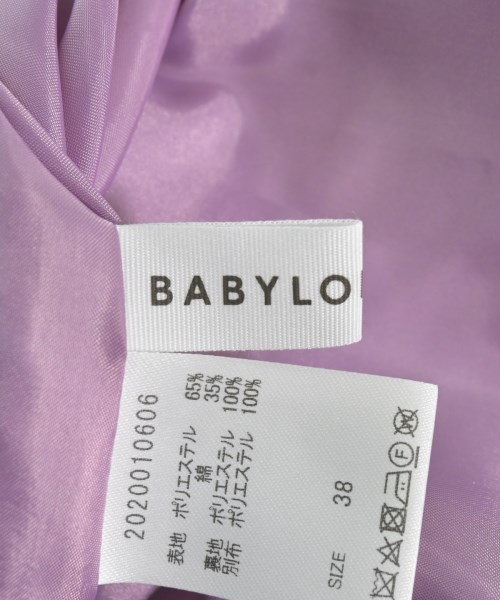 BABYLO
2020010606
表地 ポリエステル 65%
綿 35%
裏地 ポリエステル 100%
別布 ポリエステル 100%
SIZE 38